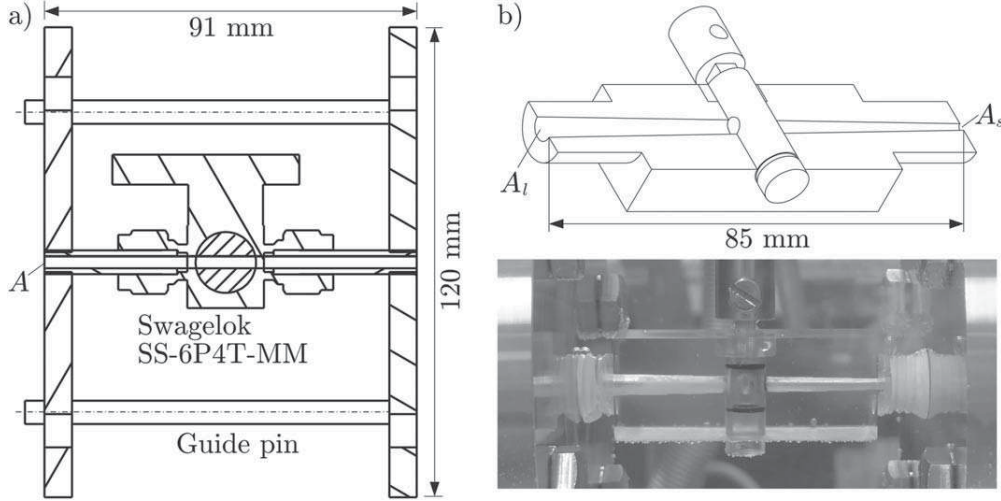 a)
91 mm
120 mm
A
Swagelok
SS-6P4T-MM
Guide pin
b)
A_s
A_l
85 mm